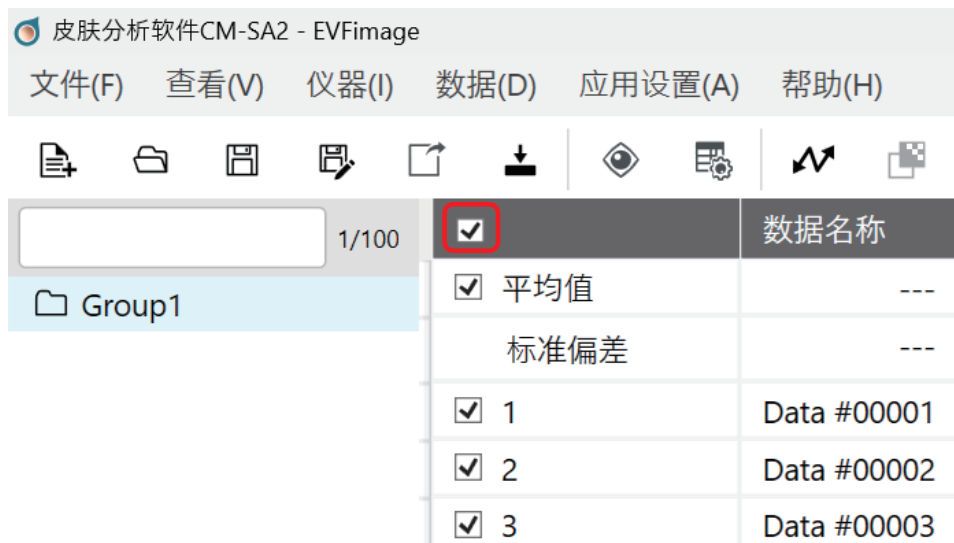 皮肤分析软件CM-SA2 - EVFimage
文件(F) 查看(V) 仪器(I) 数据(D) 应用设置(A) 帮助(H)
1/100
数据名称
Group1
平均值 ---
标准偏差 ---
1 Data #00001
2 Data #00002
3 Data #00003